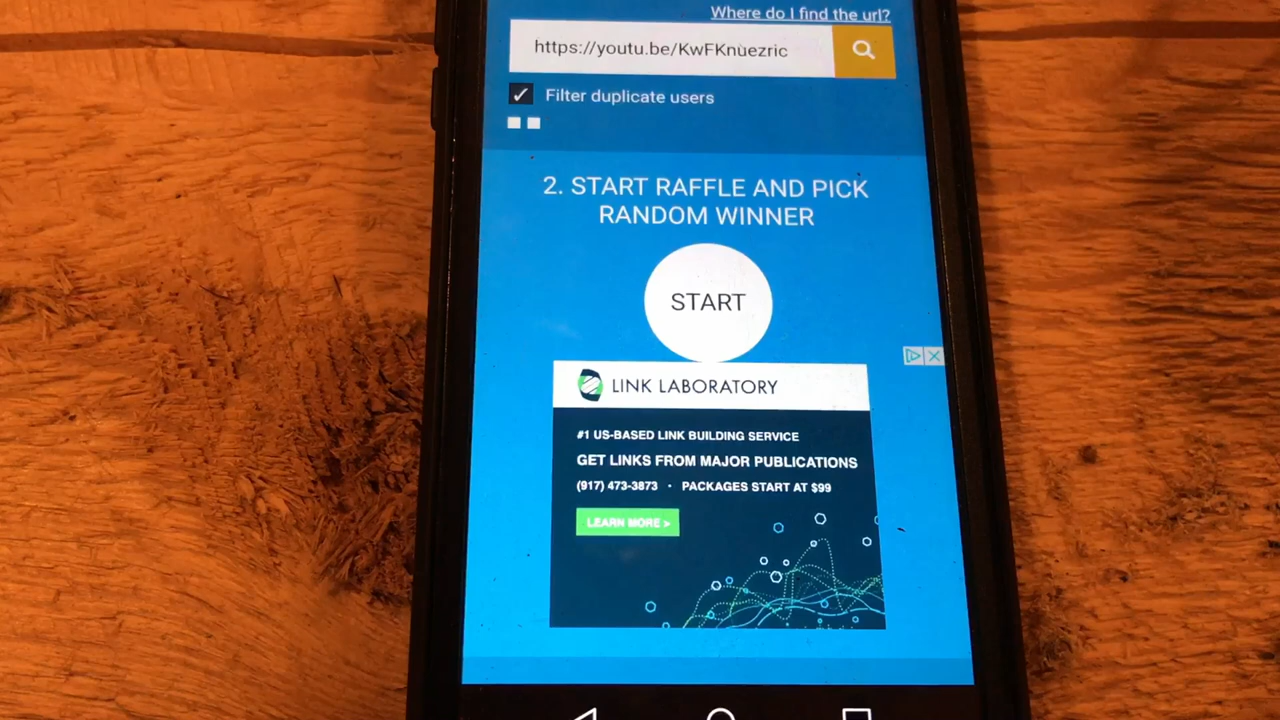 Where do I find the url?
https://youtu.be/KwFKnuezric
Filter duplicate users
2. START RAFFLE AND PICK
RANDOM WINNER
START
LINK LABORATORY
#1 US-BASED LINK BUILDING SERVICE
GET LINKS FROM MAJOR PUBLICATIONS
(917) 473-3873 · PACKAGES START AT $99
LEARN MORE >